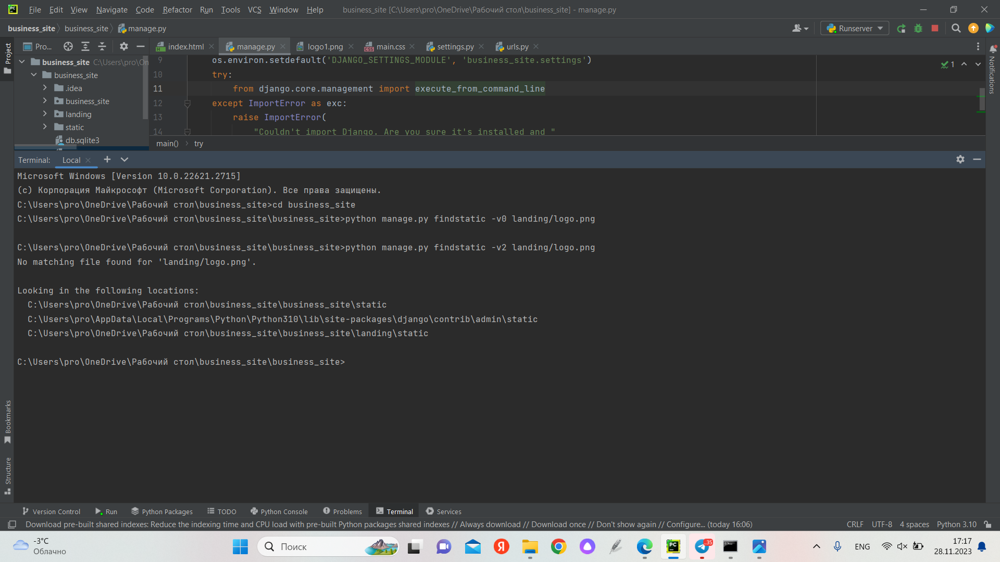 File Edit View Navigate Code Refactor Run Tools VCS Window Help business_site [C:\Users\pro\OneDrive\Рабочий стол\business_site] - manage.py
business_site business_site manage.py
Runserver
Project
Pro...
index.html manage.py logo1.png main.css settings.py urls.py
business_site C:\Users\pro\On
business_site
.idea
business_site
landing
static
db.sqlite3
9 os.environ.setdefault('DJANGO_SETTINGS_MODULE', 'business_site.settings')
10 try:
11 from django.core.management import execute_from_command_line
12 except ImportError as exc:
13 raise ImportError(
14 "Couldn't import Django. Are you sure it's installed and "
1
Notifications
main() try
Terminal: Local
Microsoft Windows [Version 10.0.22621.2715]
(c) Корпорация Майкрософт (Microsoft Corporation). Все права защищены.
C:\Users\pro\OneDrive\Рабочий стол\business_site>cd business_site
C:\Users\pro\OneDrive\Рабочий стол\business_site\business_site>python manage.py findstatic -v0 landing/logo.png
C:\Users\pro\OneDrive\Рабочий стол\business_site\business_site>python manage.py findstatic -v2 landing/logo.png
No matching file found for 'landing/logo.png'.
Looking in the following locations:
C:\Users\pro\OneDrive\Рабочий стол\business_site\business_site\static
C:\Users\pro\AppData\Local\Programs\Python\Python310\lib\site-packages\django\contrib\admin\static
C:\Users\pro\OneDrive\Рабочий стол\business_site\business_site\landing\static
C:\Users\pro\OneDrive\Рабочий стол\business_site\business_site>
Bookmarks
Structure
Version Control Run Python Packages TODO Python Console Problems Terminal Services
Download pre-built shared indexes: Reduce the indexing time and CPU load with pre-built Python packages shared indexes // Always download // Download once // Don't show again // Configure... (today 16:06) CRLF UTF-8 4 spaces Python 3.10
-3°C
Облачно
Поиск
ENG
17:17
28.11.2023